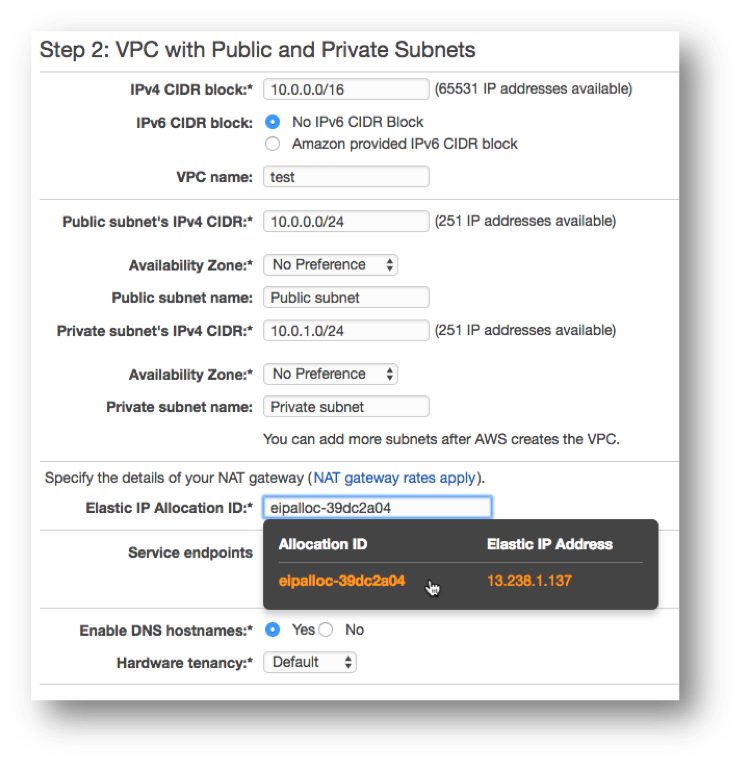 Step 2: VPC with Public and Private Subnets
IPv4 CIDR block:* 10.0.0.0/16 (65531 IP addresses available)
IPv6 CIDR block: No IPv6 CIDR Block
Amazon provided IPv6 CIDR block
VPC name: test
Public subnet's IPv4 CIDR:* 10.0.0.0/24 (251 IP addresses available)
Availability Zone:* No Preference
Public subnet name: Public subnet
Private subnet's IPv4 CIDR:* 10.0.1.0/24 (251 IP addresses available)
Availability Zone:* No Preference
Private subnet name: Private subnet
You can add more subnets after AWS creates the VPC.
Specify the details of your NAT gateway (NAT gateway rates apply).
Elastic IP Allocation ID:* eipalloc-39dc2a04
Service endpoints
Allocation ID Elastic IP Address
eipalloc-39dc2a04 13.238.1.137
Enable DNS hostnames:* Yes No
Hardware tenancy:* Default